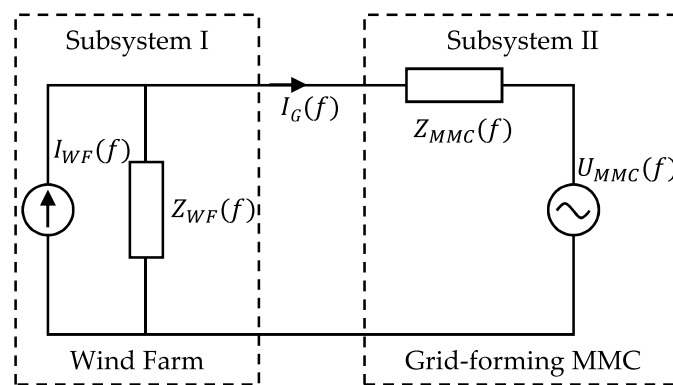 Subsystem I
Subsystem II
I_G(f)
Z_MMC(f)
I_WF(f)
U_MMC(f)
Z_WF(f)
Wind Farm
Grid-forming MMC